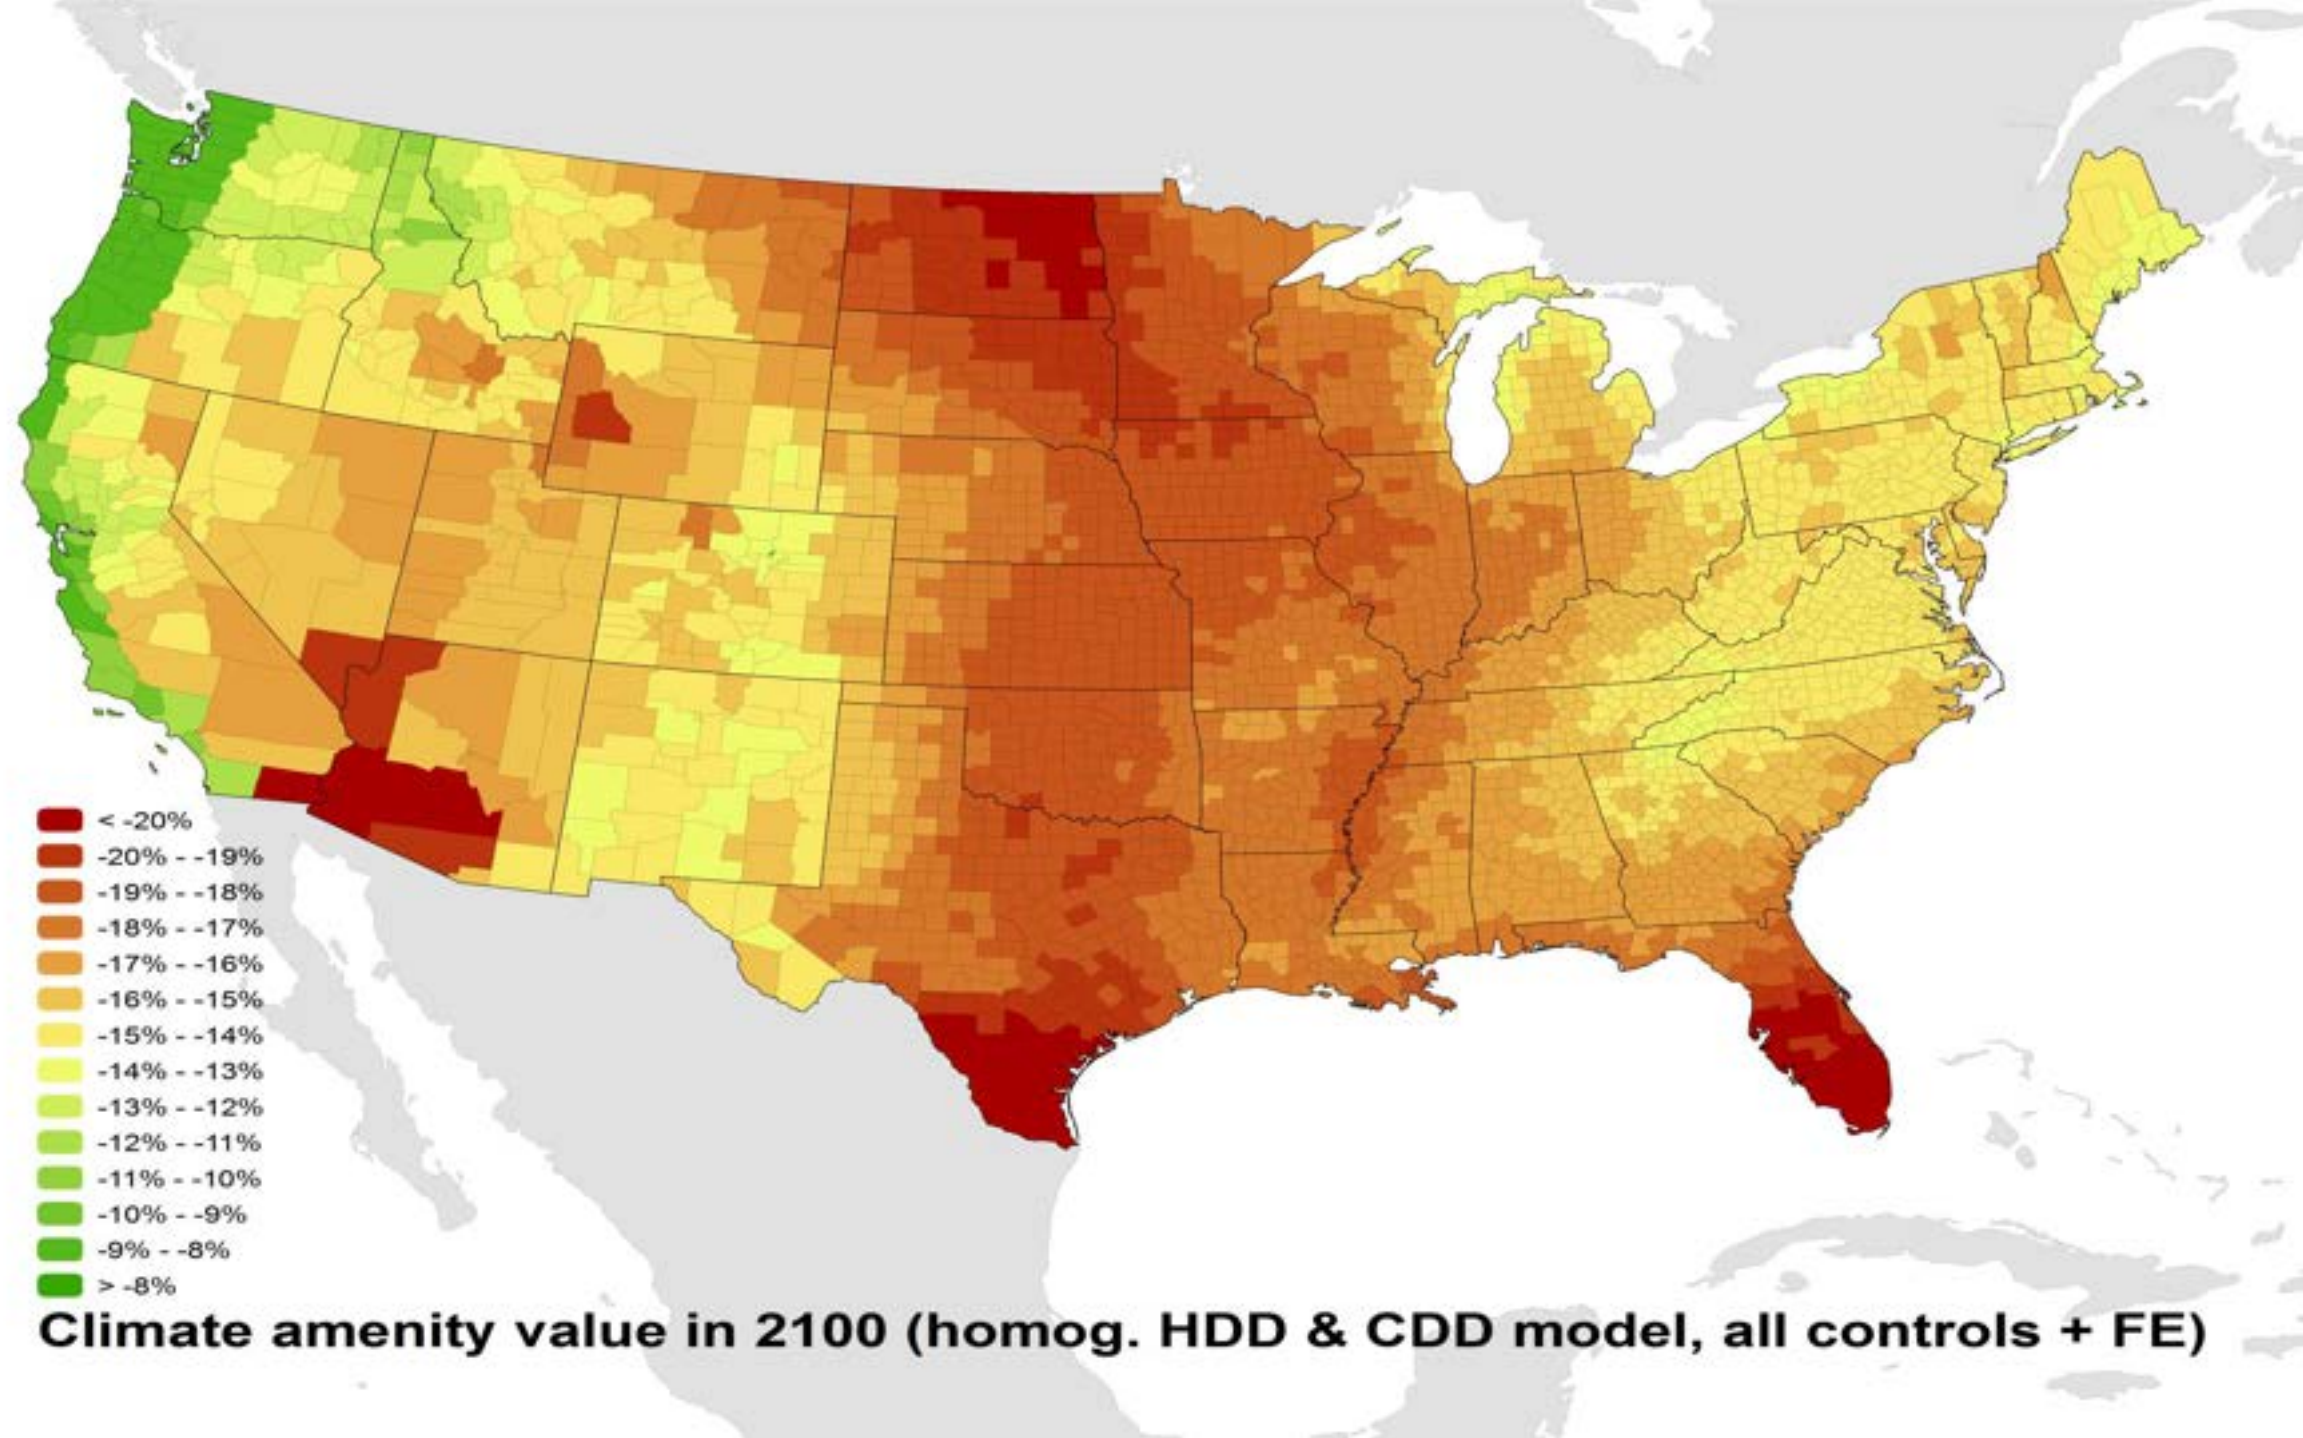 < -20%
-20% - -19%
-19% - -18%
-18% - -17%
-17% - -16%
-16% - -15%
-15% - -14%
-14% - -13%
-13% - -12%
-12% - -11%
-11% - -10%
-10% - -9%
-9% - -8%
> -8%
Climate amenity value in 2100 (homog. HDD & CDD model, all controls + FE)